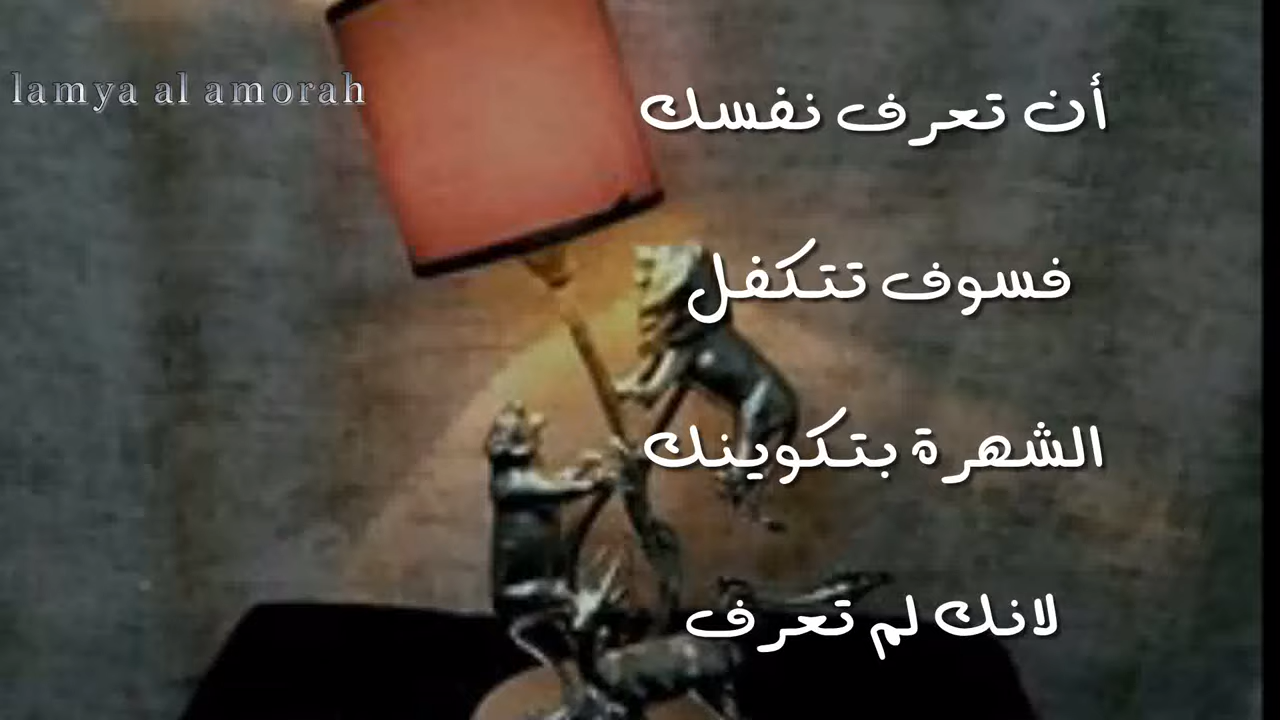 lamya al amorah
أن تعرف نفسك
فسوف تتكفل
الشهرة بتكوينك
لانك لم تعرف